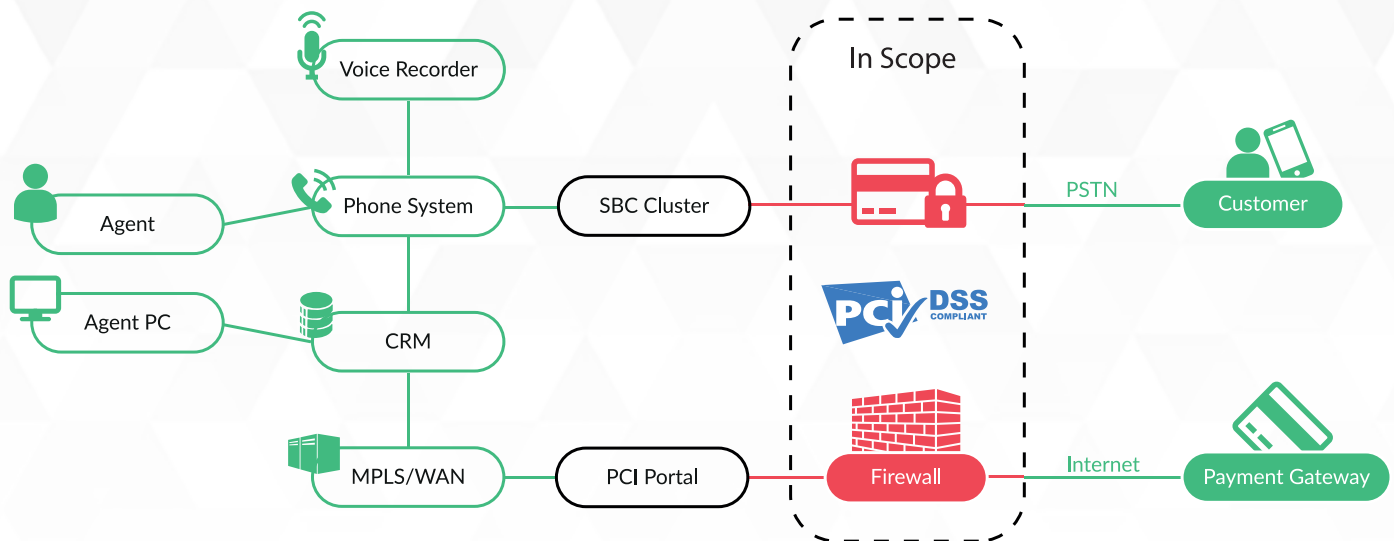 In Scope
Voice Recorder
Agent
Phone System
SBC Cluster
PSTN
Customer
Agent PC
CRM
PCi DSS
COMPLIANT
MPLS/WAN
PCI Portal
Firewall
Internet
Payment Gateway